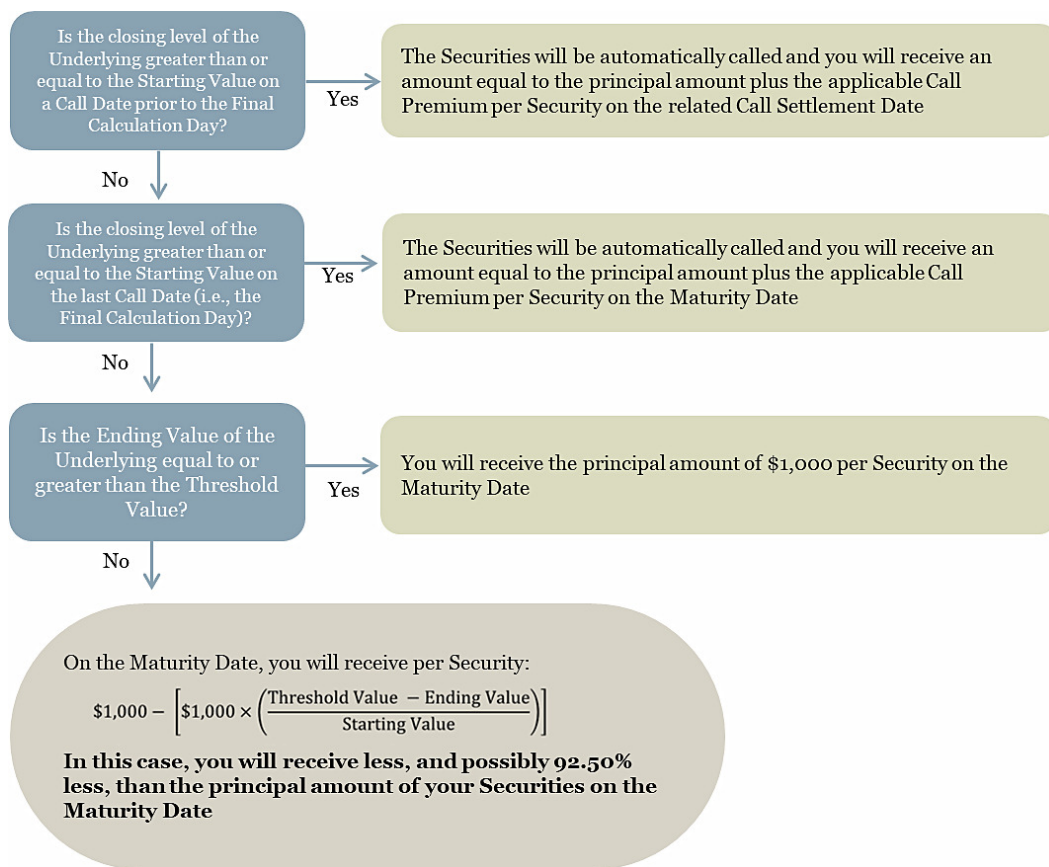 Is the closing level of the
Underlying greater than or
equal to the Starting Value on
a Call Date prior to the Final
Calculation Day?
Yes
The Securities will be automatically called and you will receive an
amount equal to the principal amount plus the applicable Call
Premium per Security on the related Call Settlement Date
No
Is the closing level of the
Underlying greater than or
equal to the Starting Value on
the last Call Date (i.e., the
Final Calculation Day)?
Yes
The Securities will be automatically called and you will receive an
amount equal to the principal amount plus the applicable Call
Premium per Security on the Maturity Date
No
Is the Ending Value of the
Underlying equal to or
greater than the Threshold
Value?
Yes
You will receive the principal amount of $1,000 per Security on the
Maturity Date
No
On the Maturity Date, you will receive per Security:
$1,000 − [$1,000 × (Threshold Value − Ending Value / Starting Value)]
In this case, you will receive less, and possibly 92.50%
less, than the principal amount of your Securities on the
Maturity Date